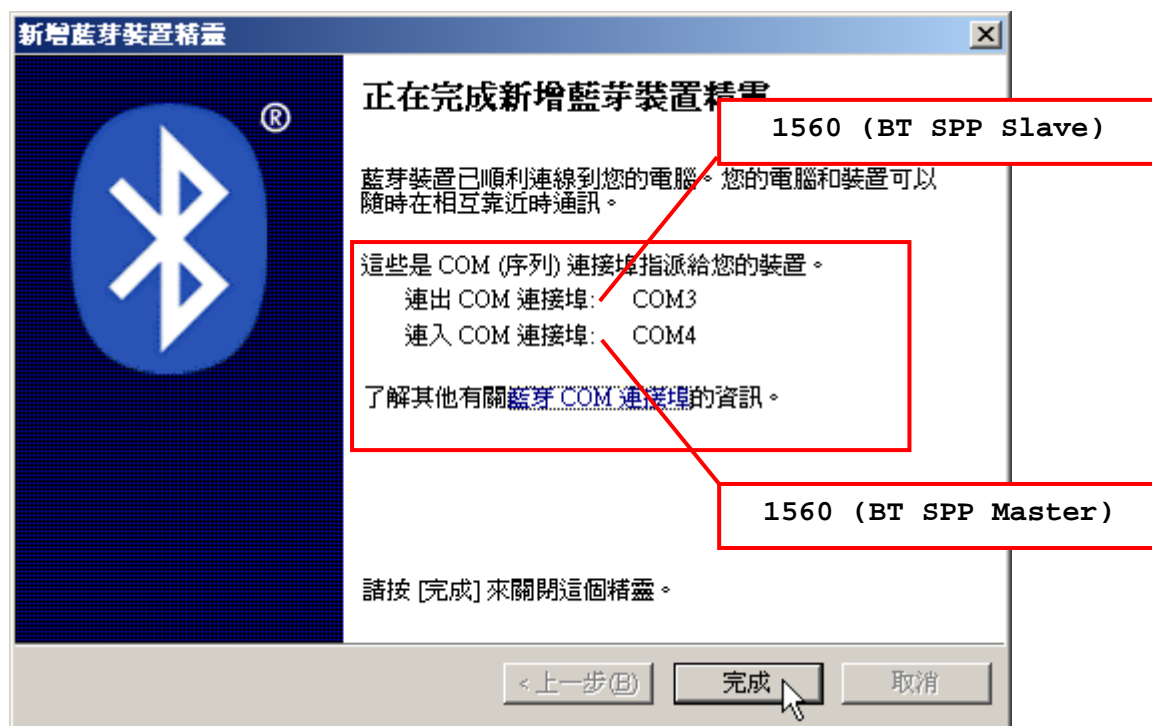 新增藍芽裝置精靈
®
正在完成新增藍芽裝置精靈
1560 (BT SPP Slave)
藍芽裝置已順利連線到您的電腦。您的電腦和裝置可以
隨時在相互靠近時通訊。
這些是 COM (序列) 連接埠指派給您的裝置。
連出 COM 連接埠: COM3
連入 COM 連接埠: COM4
了解其他有關藍芽 COM 連接埠的資訊。
1560 (BT SPP Master)
請按 [完成] 來關閉這個精靈。
<上一步(B) 完成 取消